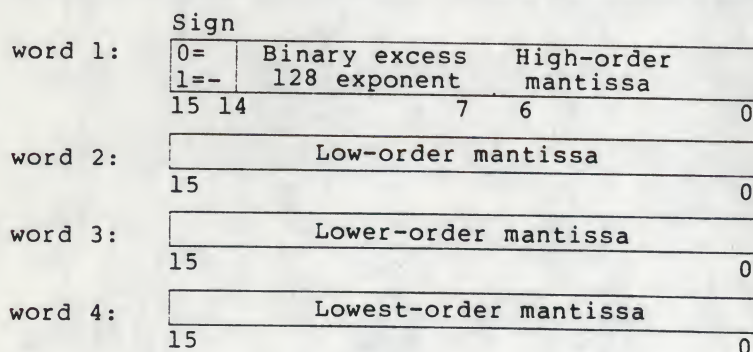 Sign
word 1: 0= Binary excess High-order
1=- 128 exponent mantissa
15 14 7 6 0
word 2: Low-order mantissa
15 0
word 3: Lower-order mantissa
15 0
word 4: Lowest-order mantissa
15 0